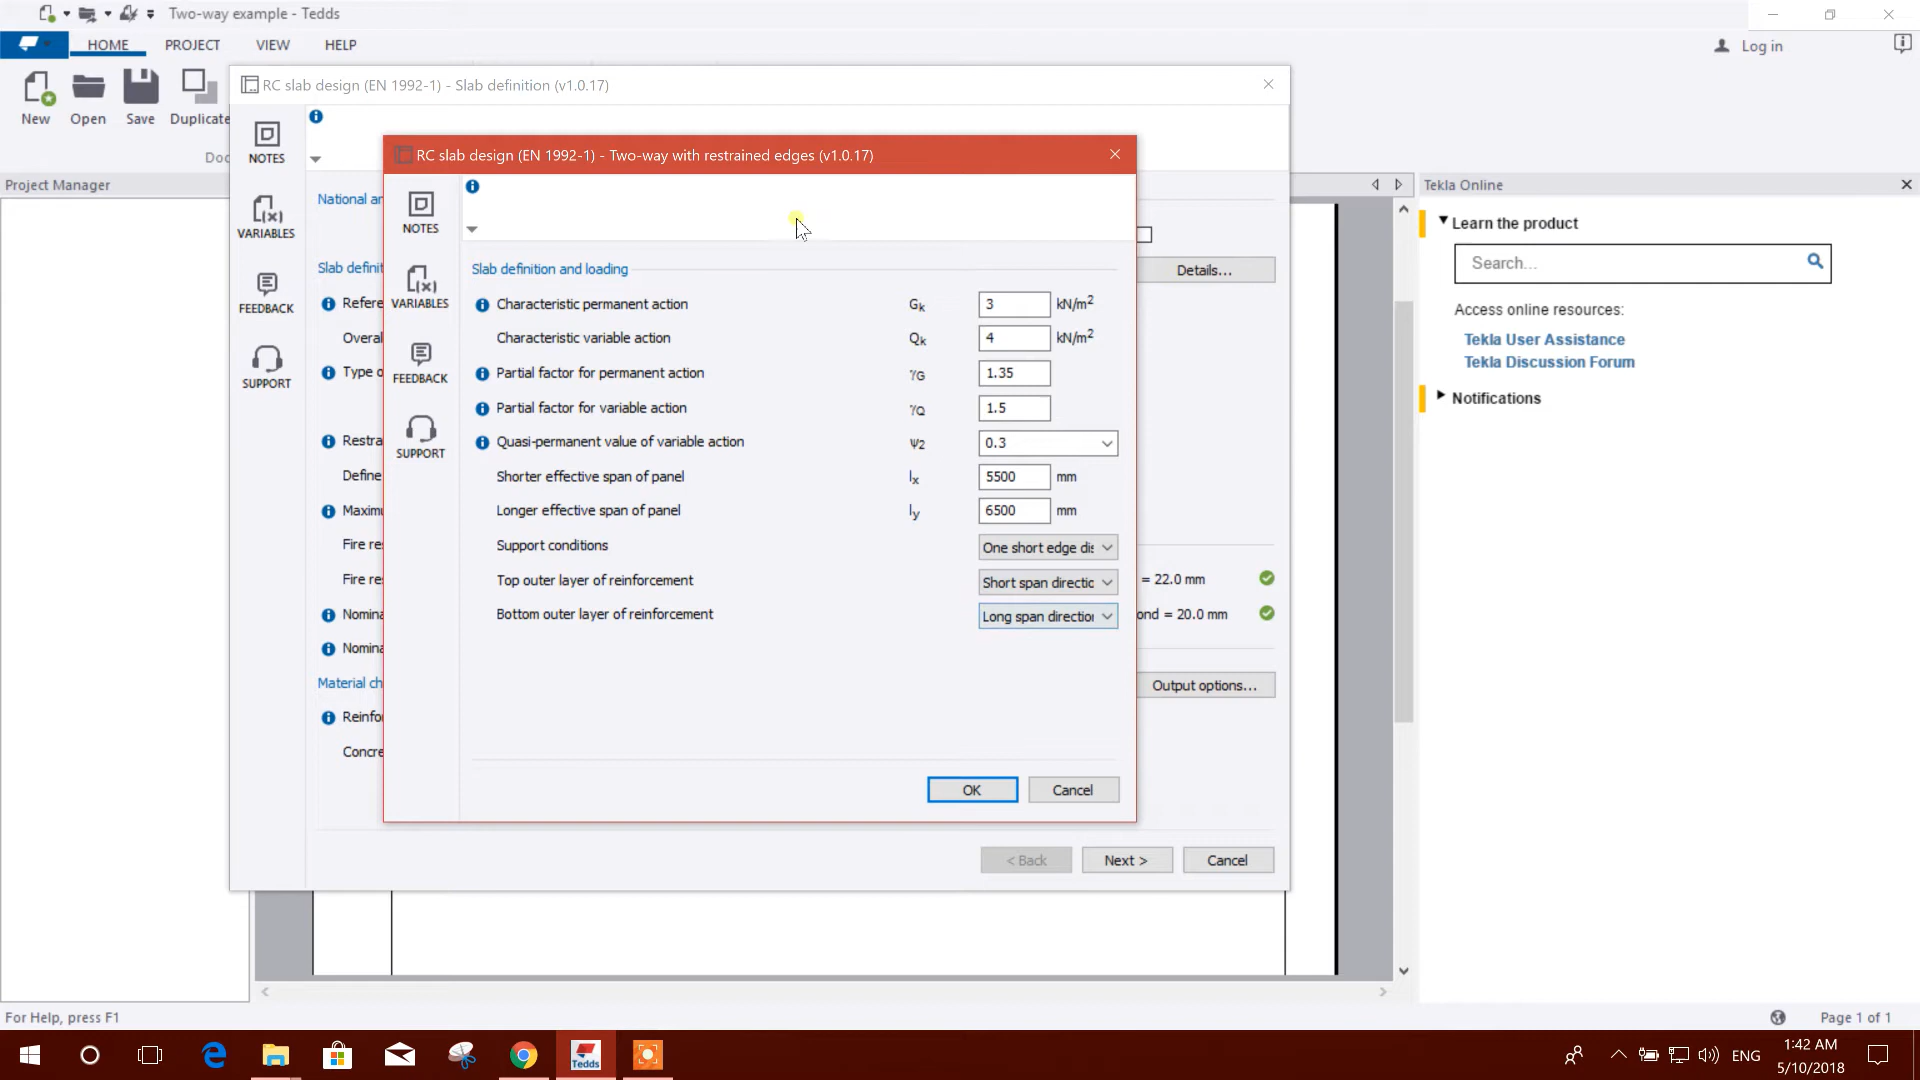 Two-way example - Tedds
HOME PROJECT VIEW HELP
Log in
New Open Save Duplicate
Doc
RC slab design (EN 1992-1) - Slab definition (v1.0.17)
NOTES
VARIABLES
FEEDBACK
SUPPORT
National an
Slab definit
Details...
Refere
Overal
Type o
Restra
Define
Maximu
Fire res
Fire re
= 22.0 mm
Nomina
ond = 20.0 mm
Nomina
Material ch
Output options...
Reinfor
Concre
< Back Next > Cancel
RC slab design (EN 1992-1) - Two-way with restrained edges (v1.0.17)
NOTES
VARIABLES
FEEDBACK
SUPPORT
Slab definition and loading
Characteristic permanent action Gk 3 kN/m2
Characteristic variable action Qk 4 kN/m2
Partial factor for permanent action γG 1.35
Partial factor for variable action γQ 1.5
Quasi-permanent value of variable action ψ2 0.3
Shorter effective span of panel lx 5500 mm
Longer effective span of panel ly 6500 mm
Support conditions One short edge dis
Top outer layer of reinforcement Short span directic
Bottom outer layer of reinforcement Long span direction
OK Cancel
Project Manager
Tekla Online
Learn the product
Search...
Access online resources:
Tekla User Assistance
Tekla Discussion Forum
Notifications
For Help, press F1
Page 1 of 1
Tedds
ENG
1:42 AM
5/10/2018